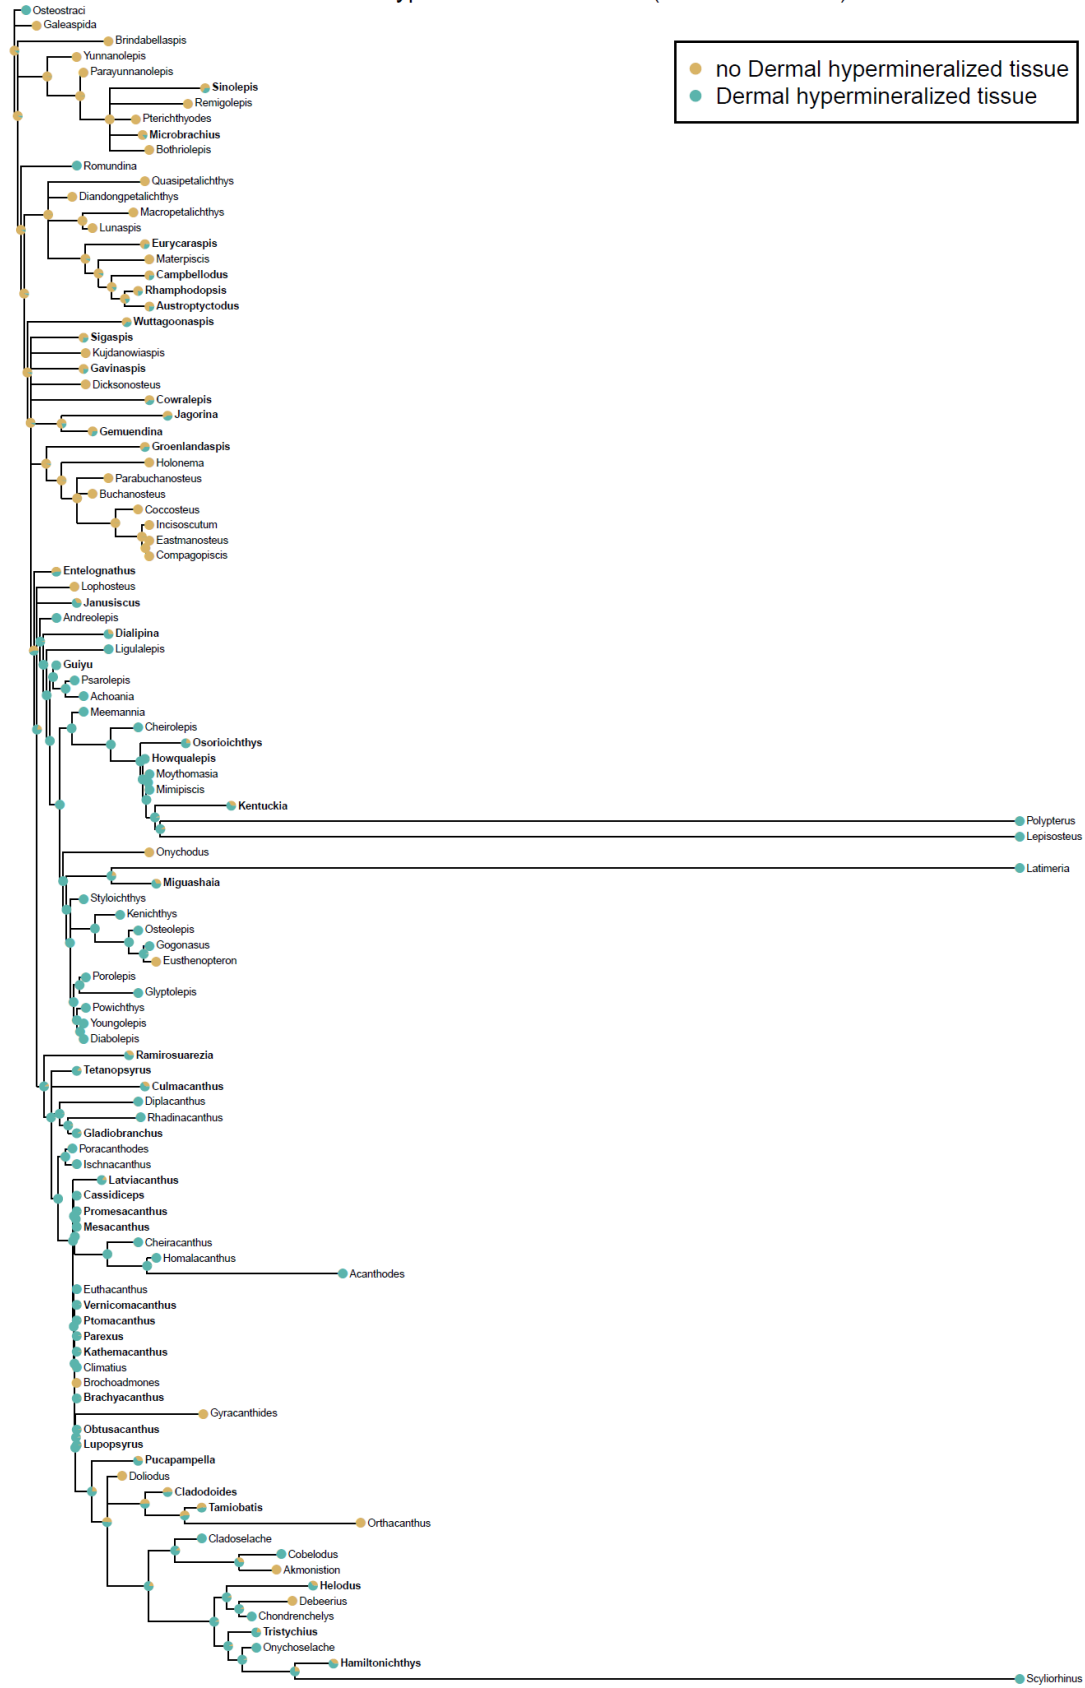 Osteostraci
Galeaspida
Brindabellaspis
Yunnanolepis
Parayunnanolepis
Sinolepis
Remigolepis
Pterichthyodes
Microbrachius
Bothriolepis
no Dermal hypermineralized tissue
Dermal hypermineralized tissue
Romundina
Quasipetalichthys
Diandongpetalichthys
Macropetalichthys
Lunaspis
Eurycaraspis
Materpiscis
Campbellodus
Rhamphodopsis
Austroptyctodus
Wuttagoonaspis
Sigaspis
Kujdanowiaspis
Gavinaspis
Dicksonosteus
Cowralepis
Jagorina
Gemuendina
Groenlandaspis
Holonema
Parabuchanosteus
Buchanosteus
Coccosteus
Incisoscutum
Eastmanosteus
Compagopiscis
Entelognathus
Lophosteus
Janusiscus
Andreolepis
Dialipina
Ligulalepis
Guiyu
Psarolepis
Achoania
Meemannia
Cheirolepis
Osorioichthys
Howqualepis
Moythomasia
Mimipiscis
Kentuckia
Polypterus
Lepisosteus
Onychodus
Latimeria
Miguashaia
Styloichthys
Kenichthys
Osteolepis
Gogonasus
Eusthenopteron
Porolepis
Glyptolepis
Powichthys
Youngolepis
Diabolepis
Ramirosuarezia
Tetanopsyrus
Culmacanthus
Diplacanthus
Rhadinacanthus
Gladiobranchus
Poracanthodes
Ischnacanthus
Latviacanthus
Cassidiceps
Promesacanthus
Mesacanthus
Cheiracanthus
Homalacanthus
Acanthodes
Euthacanthus
Vernicomacanthus
Ptomacanthus
Parexus
Kathemacanthus
Climatius
Brochoadmones
Brachyacanthus
Gyracanthides
Obtusacanthus
Lupopsyrus
Pucapampella
Doliodus
Cladodoides
Tamiobatis
Orthacanthus
Cladoselache
Cobelodus
Akmonistion
Helodus
Debeerius
Chondrenchelys
Tristychius
Onychoselache
Hamiltonichthys
Scyliorhinus